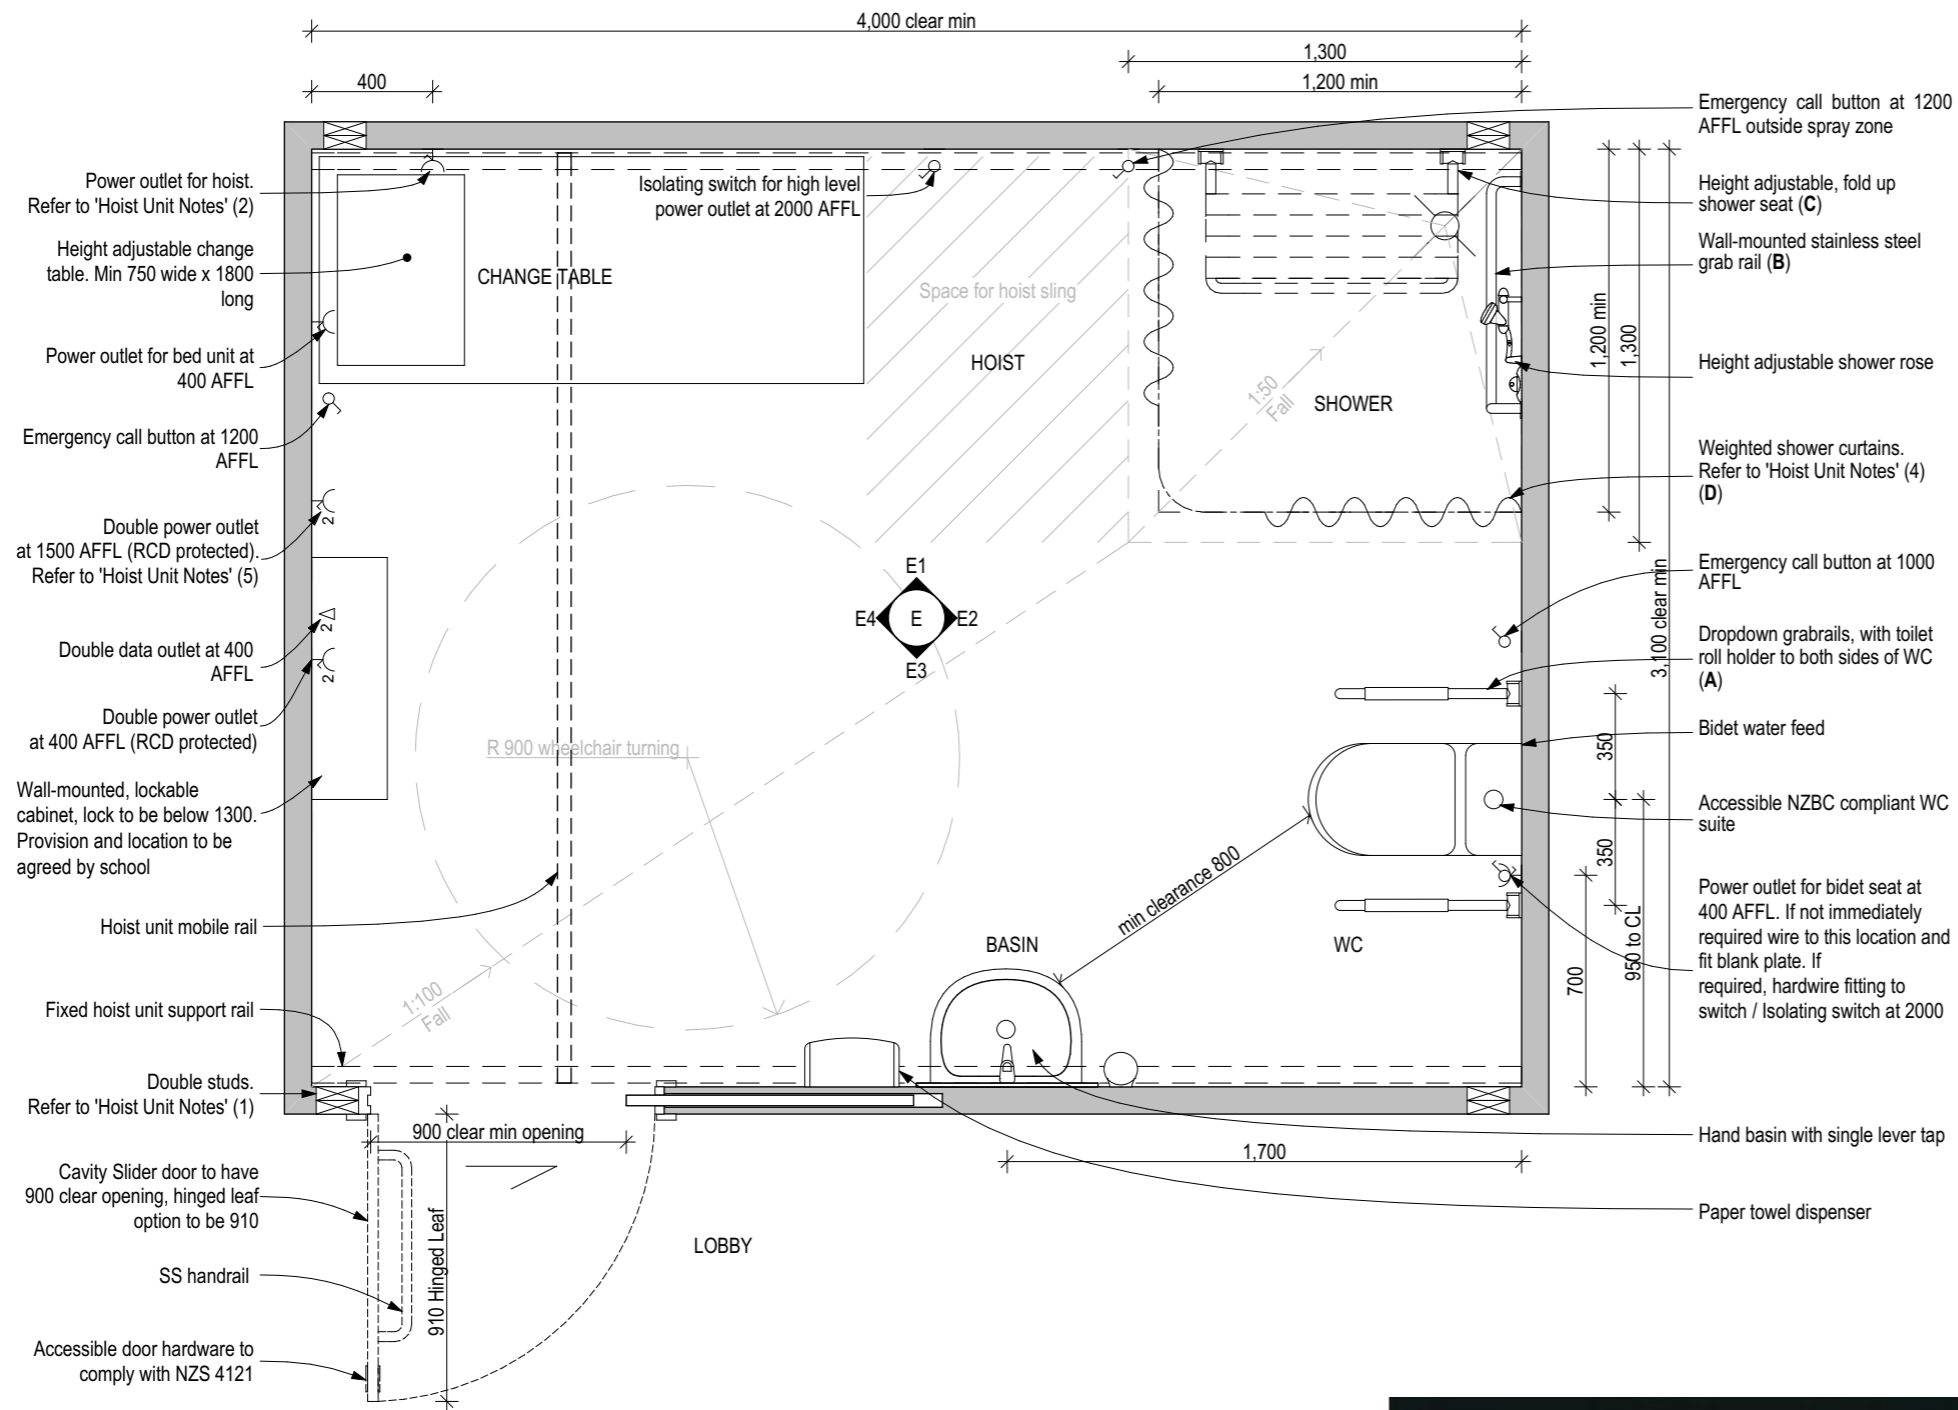 4,000 clear min
1,300
400
1,200 min
Power outlet for hoist.
Refer to 'Hoist Unit Notes' (2)
Height adjustable change
table. Min 750 wide x 1800
long
Power outlet for bed unit at
400 AFFL
Emergency call button at 1200
AFFL
Double power outlet
at 1500 AFFL (RCD protected).
Refer to 'Hoist Unit Notes' (5)
Double data outlet at 400
AFFL
Double power outlet
at 400 AFFL (RCD protected)
Wall-mounted, lockable
cabinet, lock to be below 1300.
Provision and location to be
agreed by school
Hoist unit mobile rail
Fixed hoist unit support rail
Double studs.
Refer to 'Hoist Unit Notes' (1)
Cavity Slider door to have
900 clear opening, hinged leaf
option to be 910
SS handrail
Accessible door hardware to
comply with NZS 4121
CHANGE TABLE
Isolating switch for high level
power outlet at 2000 AFFL
Space for hoist sling
HOIST
1:50
Fall
SHOWER
2
2
2
E1
E4
E
E2
E3
R 900 wheelchair turning
1:100
Fall
min clearance 800
BASIN
WC
900 clear min opening
910 Hinged Leaf
1,700
LOBBY
1,200 min
1,300
3,100 clear min
350
350
950 to CL
700
Emergency call button at 1200
AFFL outside spray zone
Height adjustable, fold up
shower seat (C)
Wall-mounted stainless steel
grab rail (B)
Height adjustable shower rose
Weighted shower curtains.
Refer to 'Hoist Unit Notes' (4)
(D)
Emergency call button at 1000
AFFL
Dropdown grabrails, with toilet
roll holder to both sides of WC
(A)
Bidet water feed
Accessible NZBC compliant WC
suite
Power outlet for bidet seat at
400 AFFL. If not immediately
required wire to this location and
fit blank plate. If
required, hardwire fitting to
switch / Isolating switch at 2000
Hand basin with single lever tap
Paper towel dispenser